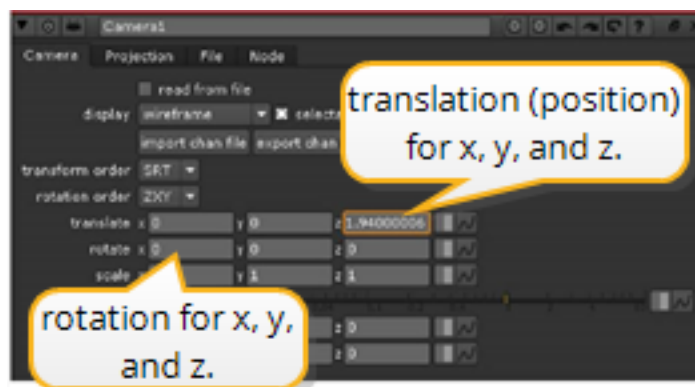 Camera1 ?
Camera Projection File Node
read from file
display wireframe selecta
import chan file export chan
transform order SRT
rotation order ZXY
translate x 0 y 0 z 1.94000006
rotate x 0 y 0 z 0
scale y 1 z 1
translation (position)
for x, y, and z.
rotation for x, y,
and z.
z 0
z 0